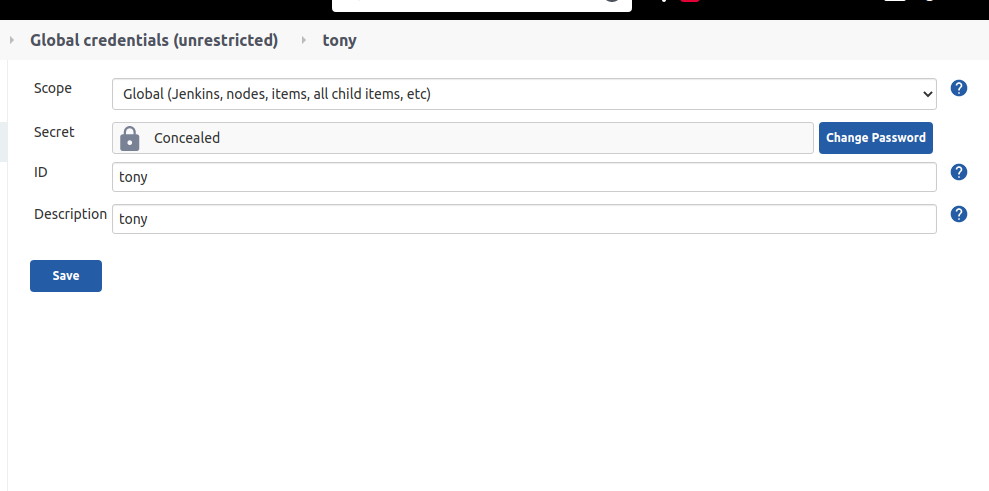 Global credentials (unrestricted) tony
Scope
Global (Jenkins, nodes, items, all child items, etc)
Secret
Concealed
Change Password
ID
tony
Description
tony
Save